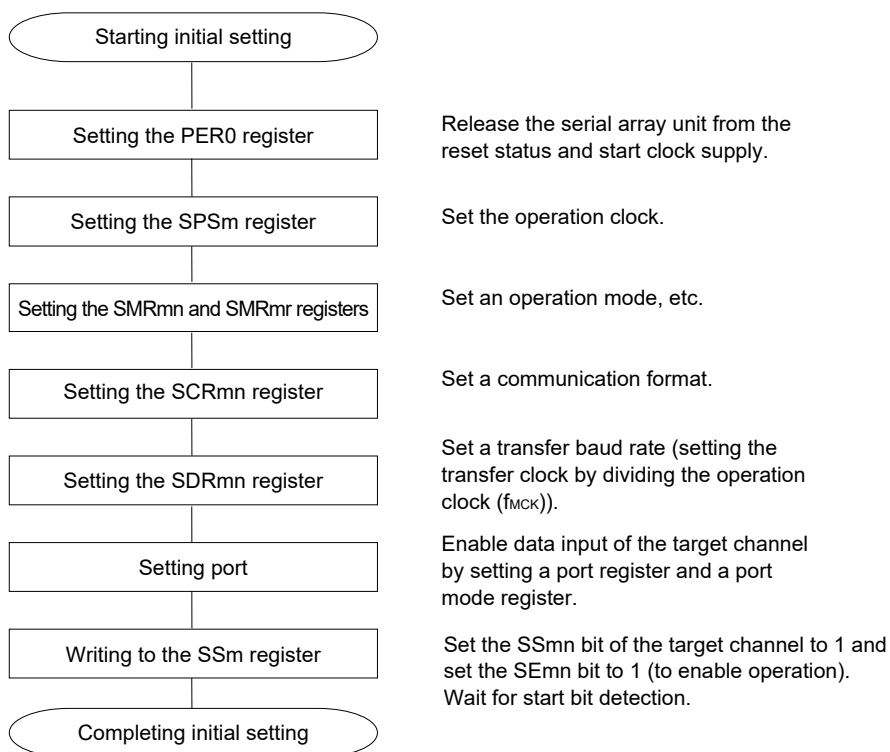 Starting initial setting
Setting the PER0 register
Release the serial array unit from the
reset status and start clock supply.
Setting the SPSm register
Set the operation clock.
Setting the SMRmn and SMRmr registers
Set an operation mode, etc.
Setting the SCRmn register
Set a communication format.
Setting the SDRmn register
Set a transfer baud rate (setting the
transfer clock by dividing the operation
clock (fMCK)).
Setting port
Enable data input of the target channel
by setting a port register and a port
mode register.
Writing to the SSm register
Set the SSmn bit of the target channel to 1 and
set the SEmn bit to 1 (to enable operation).
Wait for start bit detection.
Completing initial setting